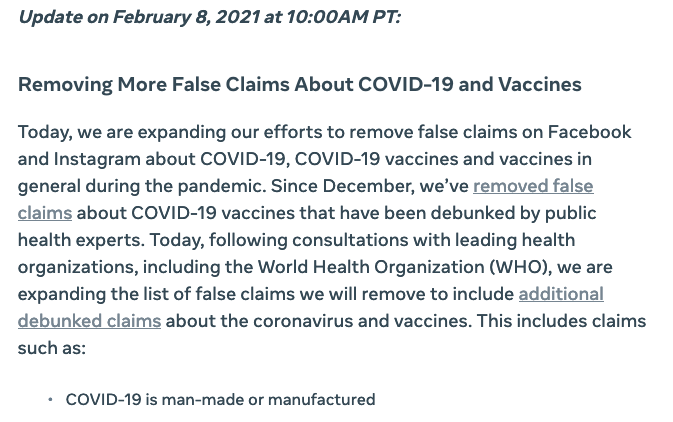 Update on February 8, 2021 at 10:00AM PT:
Removing More False Claims About COVID-19 and Vaccines
Today, we are expanding our efforts to remove false claims on Facebook
and Instagram about COVID-19, COVID-19 vaccines and vaccines in
general during the pandemic. Since December, we’ve removed false
claims about COVID-19 vaccines that have been debunked by public
health experts. Today, following consultations with leading health
organizations, including the World Health Organization (WHO), we are
expanding the list of false claims we will remove to include additional
debunked claims about the coronavirus and vaccines. This includes claims
such as:
• COVID-19 is man-made or manufactured